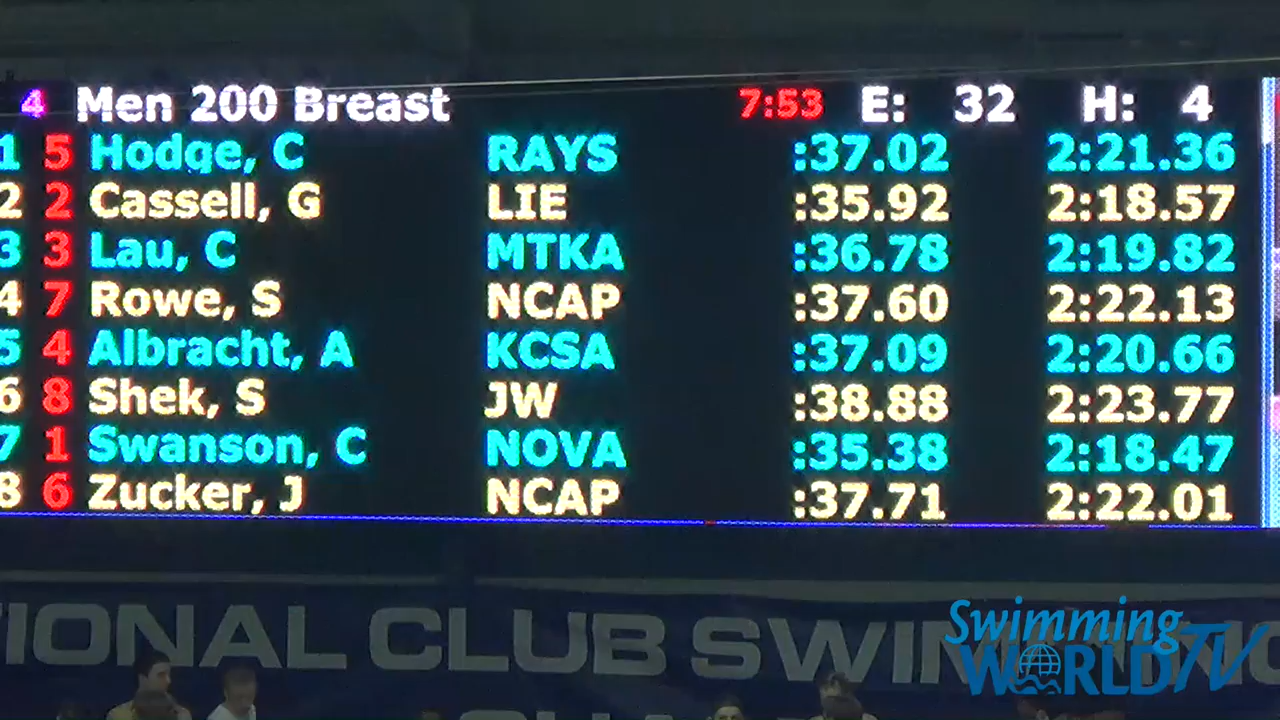 4 Men 200 Breast 7:53 E: 32 H: 4
1 5 Hodge, C RAYS :37.02 2:21.36
2 2 Cassell, G LIE :35.92 2:18.57
3 3 Lau, C MTKA :36.78 2:19.82
4 7 Rowe, S NCAP :37.60 2:22.13
5 4 Albracht, A KCSA :37.09 2:20.66
6 8 Shek, S JW :38.88 2:23.77
7 1 Swanson, C NOVA :35.38 2:18.47
8 6 Zucker, J NCAP :37.71 2:22.01
IONAL CLUB SWIM
Swimming
WORLD TV